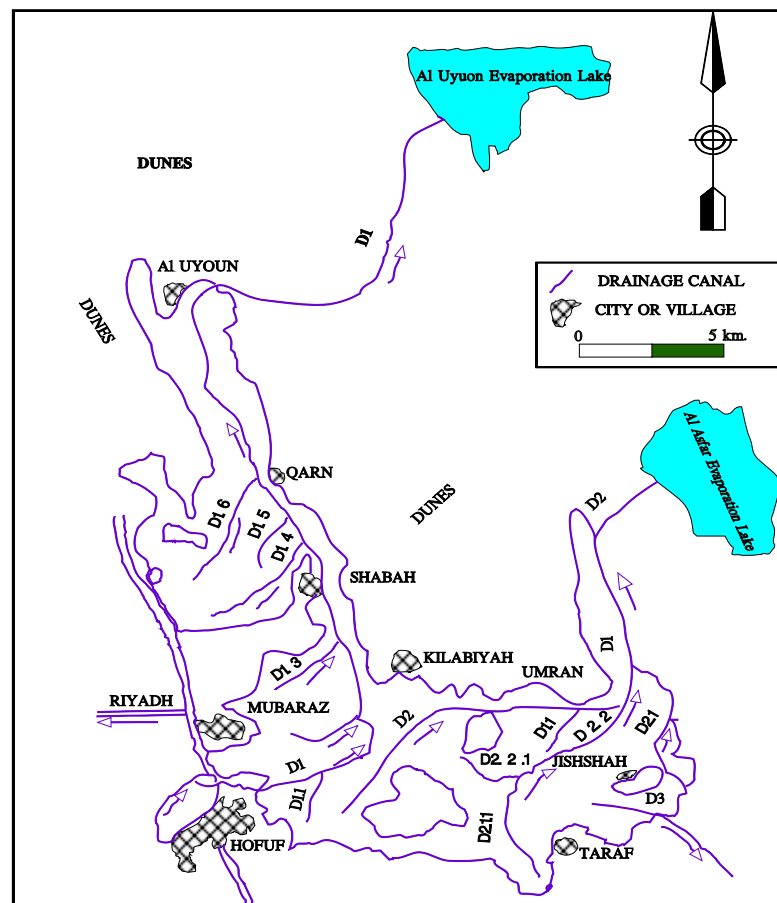 Al Uyuon Evaporation Lake
DUNES
D1
Al UYOUN
DRAINAGE CANAL
CITY OR VILLAGE
0 5 km.
DUNES
Al Asfar Evaporation Lake
QARN
D2
DUNES
D1 6
D1 5
D1 4
SHABAH
D1
KILABIYAH
UMRAN
D1.3
RIYADH
MUBARAZ
D2
D11
D 2. 2
D21
D2. 2 .1
JISHSHAH
D1
D11
D3
D211
HOFUF
TARAF